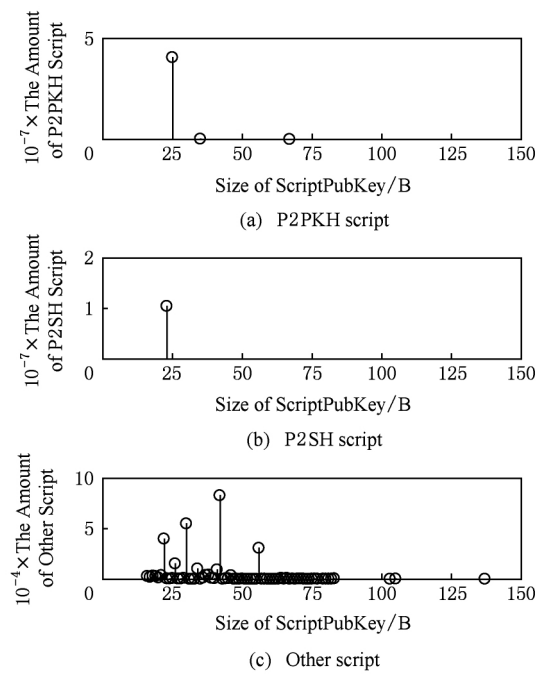 5
10⁻⁷×The Amount
of P2PKH Script
0 25 50 75 100 125 150
Size of ScriptPubKey/B
(a) P2PKH script
2
1
10⁻⁷×The Amount
of P2SH Script
0 25 50 75 100 125 150
Size of ScriptPubKey/B
(b) P2SH script
10
5
10⁻⁴×The Amount
of Other Script
0 25 50 75 100 125 150
Size of ScriptPubKey/B
(c) Other script